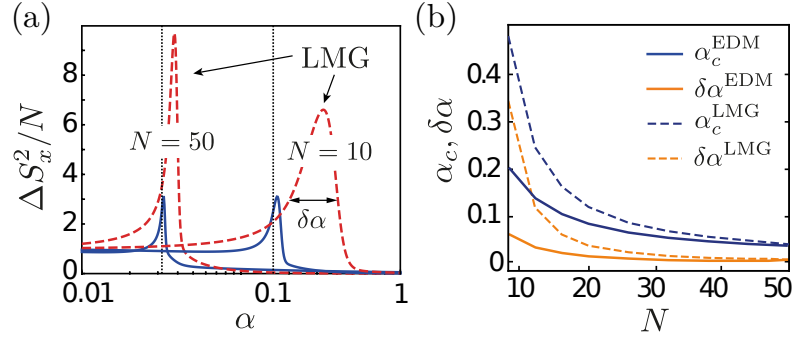 (a)
LMG
N = 50
N = 10
δα
ΔS_x^2/N
0
2
4
6
8
0.01
0.1
1
α
(b)
α_c^EDM
δα^EDM
α_c^LMG
δα^LMG
α_c, δα
0
0.1
0.2
0.3
0.4
10
20
30
40
50
N